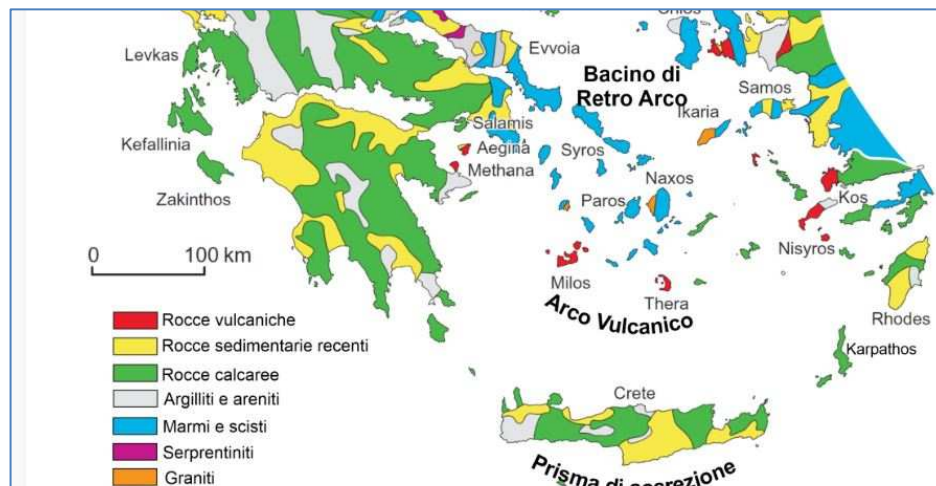 Chios
Levkas
Evvoia
Bacino di
Retro Arco
Samos
Ikaria
Kefallinia
Salamis
Aegina
Syros
Methana
Naxos
Zakinthos
Paros
Kos
0 100 km
Nisyros
Milos
Thera
Arco Vulcanico
Rhodes
Karpathos
Rocce vulcaniche
Rocce sedimentarie recenti
Rocce calcaree
Argilliti e areniti
Marmi e scisti
Serprentiniti
Graniti
Crete
Prisma di accrezione